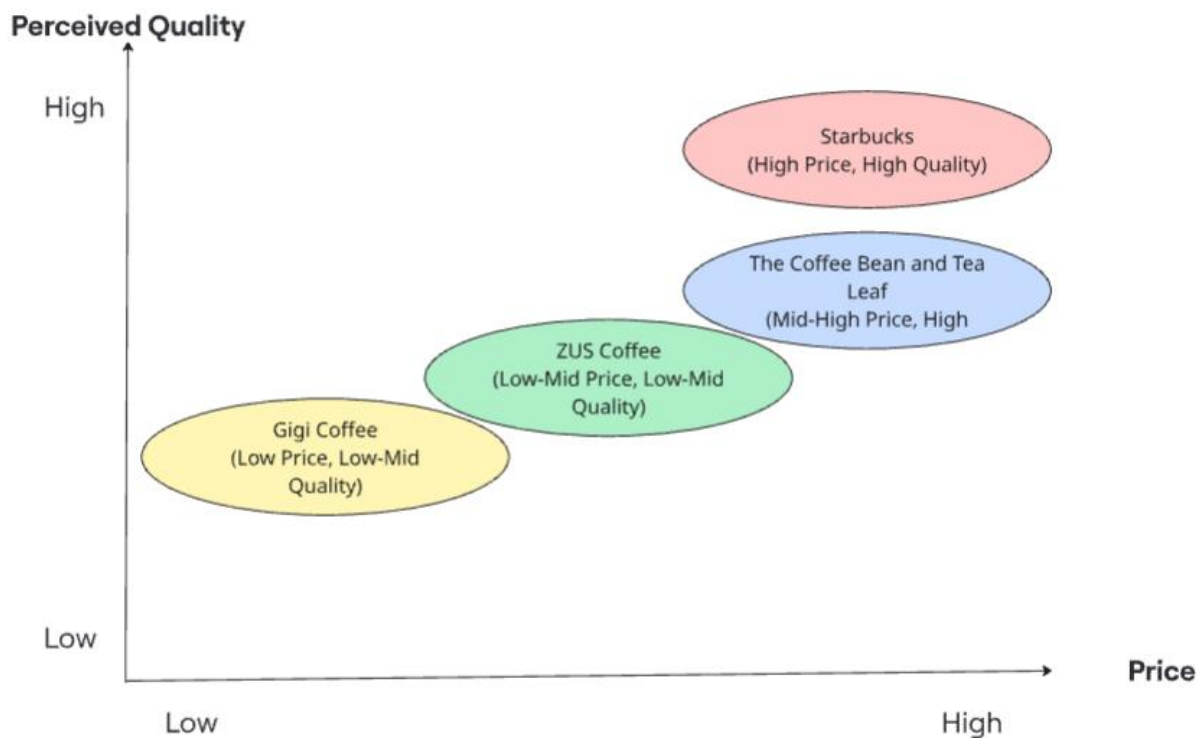 Perceived Quality
High
Starbucks
(High Price, High Quality)
The Coffee Bean and Tea
Leaf
(Mid-High Price, High
ZUS Coffee
(Low-Mid Price, Low-Mid
Quality)
Gigi Coffee
(Low Price, Low-Mid
Quality)
Low
Price
Low
High